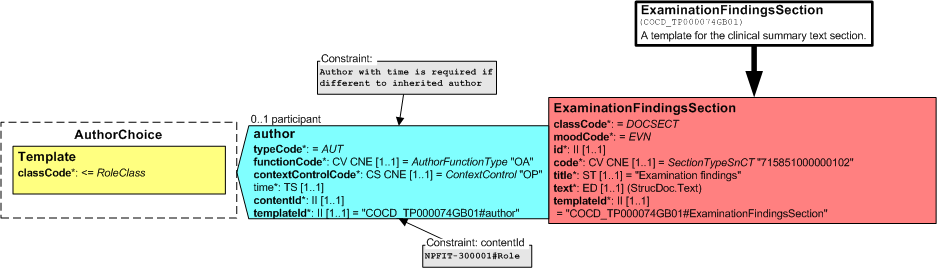 ExaminationFindingsSection
(COCD_TP000074GB01)
A template for the clinical summary text section.
Constraint:
Author with time is required if
different to inherited author
0..1 participant
AuthorChoice
Template
classCode*: <= RoleClass
author
typeCode*: = AUT
functionCode*: CV CNE [1..1] = AuthorFunctionType "OA"
contextControlCode*: CS CNE [1..1] = ContextControl "OP"
time*: TS [1..1]
contentId*: II [1..1]
templateId*: II [1..1] = "COCD_TP000074GB01#author"
ExaminationFindingsSection
classCode*: = DOCSECT
moodCode*: = EVN
id*: II [1..1]
code*: CV CNE [1..1] = SectionTypeSnCT "715851000000102"
title*: ST [1..1] = "Examination findings"
text*: ED [1..1] (StrucDoc.Text)
templateId*: II [1..1]
= "COCD_TP000074GB01#ExaminationFindingsSection"
Constraint: contentId
NPFIT-300001#Role